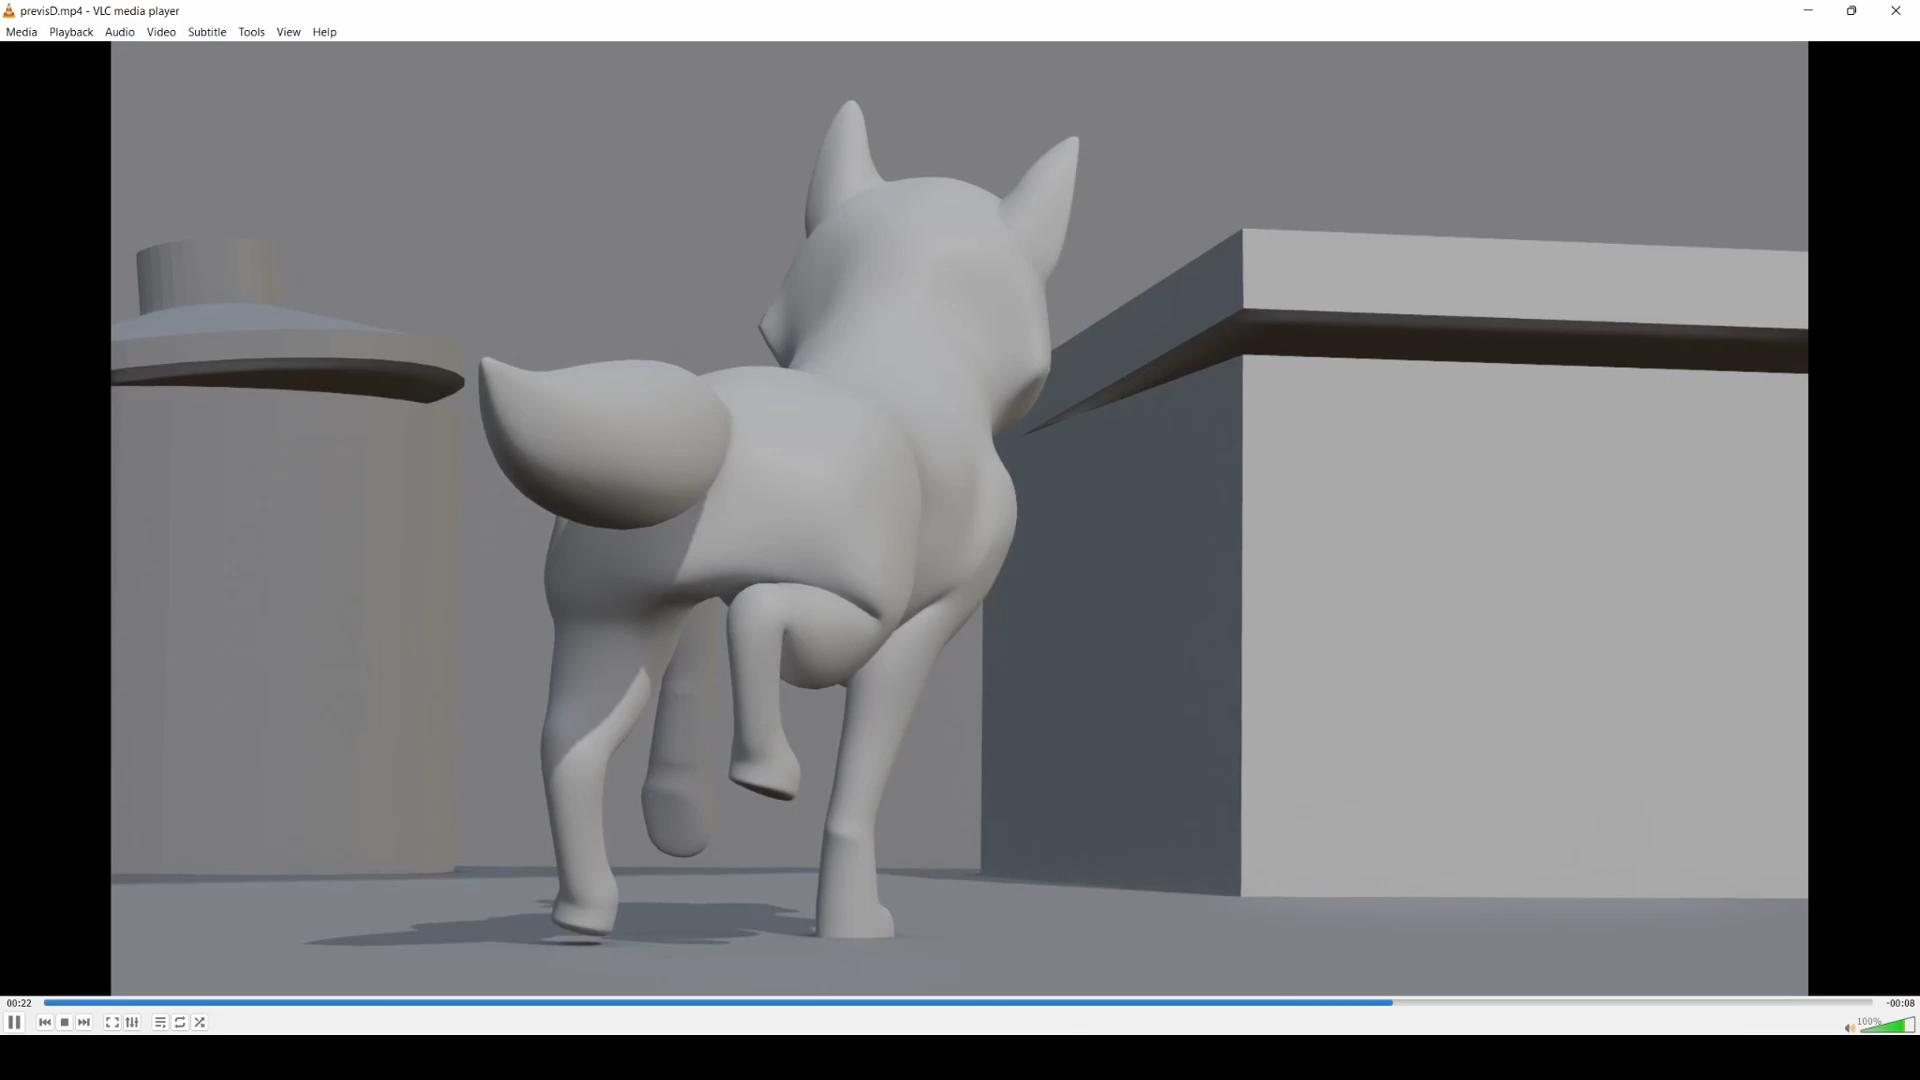 previsD.mp4 - VLC media player
Media Playback Audio Video Subtitle Tools View Help
00:22
-00:08
100%